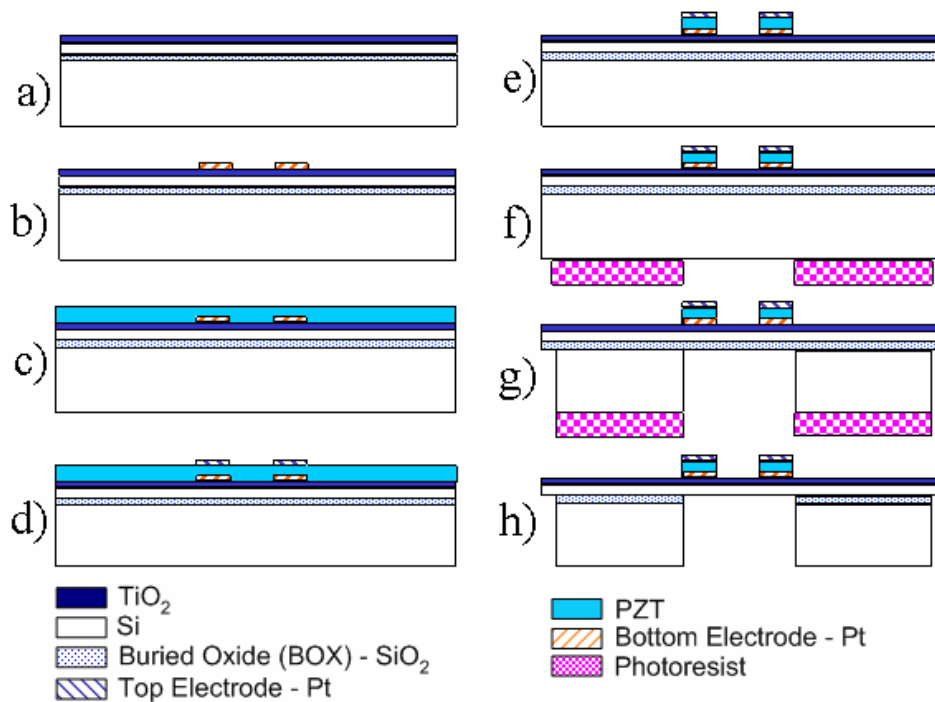 a)
b)
c)
d)
e)
f)
g)
h)
TiO2
Si
Buried Oxide (BOX) - SiO2
Top Electrode - Pt
PZT
Bottom Electrode - Pt
Photoresist